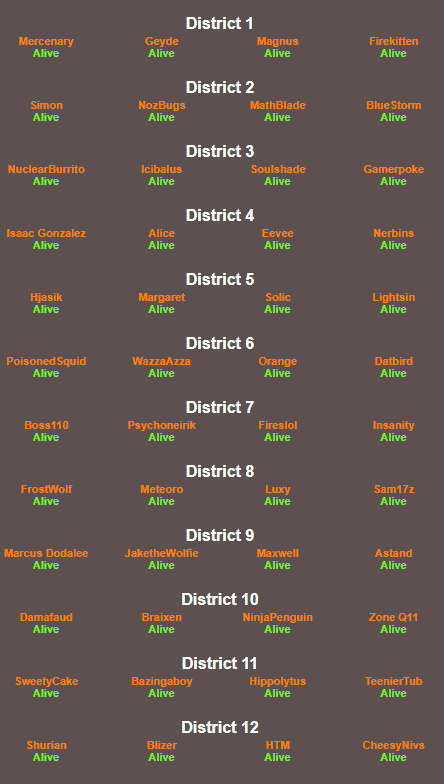 District 1
Mercenary Geyde Magnus Firekitten
Alive Alive Alive Alive
District 2
Simon NozBugs MathBlade BlueStorm
Alive Alive Alive Alive
District 3
NuclearBurrito Icibalus Soulshade Gamerpoke
Alive Alive Alive Alive
District 4
Isaac Gonzalez Alice Eevee Nerbins
Alive Alive Alive Alive
District 5
Hjasik Margaret Solic Lightsin
Alive Alive Alive Alive
District 6
PoisonedSquid WazzaAzza Orange Datbird
Alive Alive Alive Alive
District 7
Boss110 Psychoneirik Fireslol Insanity
Alive Alive Alive Alive
District 8
FrostWolf Meteoro Luxy Sam17z
Alive Alive Alive Alive
District 9
Marcus Dodalee JaketheWolfie Maxwell Astand
Alive Alive Alive Alive
District 10
Damafaud Braixen NinjaPenguin Zone Q11
Alive Alive Alive Alive
District 11
SweetyCake Bazingaboy Hippolytus TeenierTub
Alive Alive Alive Alive
District 12
Shurian Blizer HTM CheesyNivs
Alive Alive Alive Alive